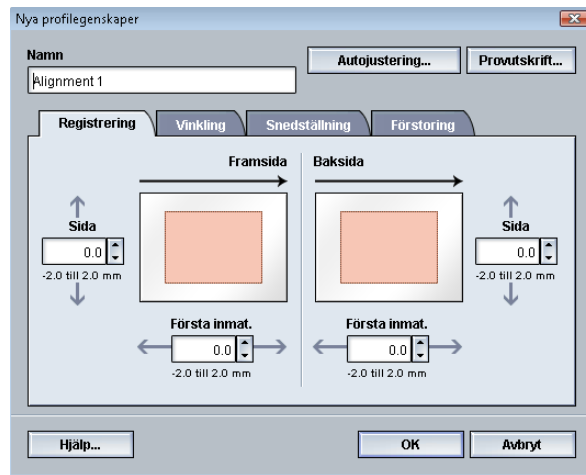 Nya profilegenskaper
Namn
Autojustering...
Provutskrift...
Alignment 1
Registrering
Vinkling
Snedställning
Förstoring
Framsida
Baksida
Sida
0.0
-2.0 till 2.0 mm
Sida
0.0
-2.0 till 2.0 mm
Första inmat.
0.0
-2.0 till 2.0 mm
Första inmat.
0.0
-2.0 till 2.0 mm
Hjälp...
OK
Avbryt